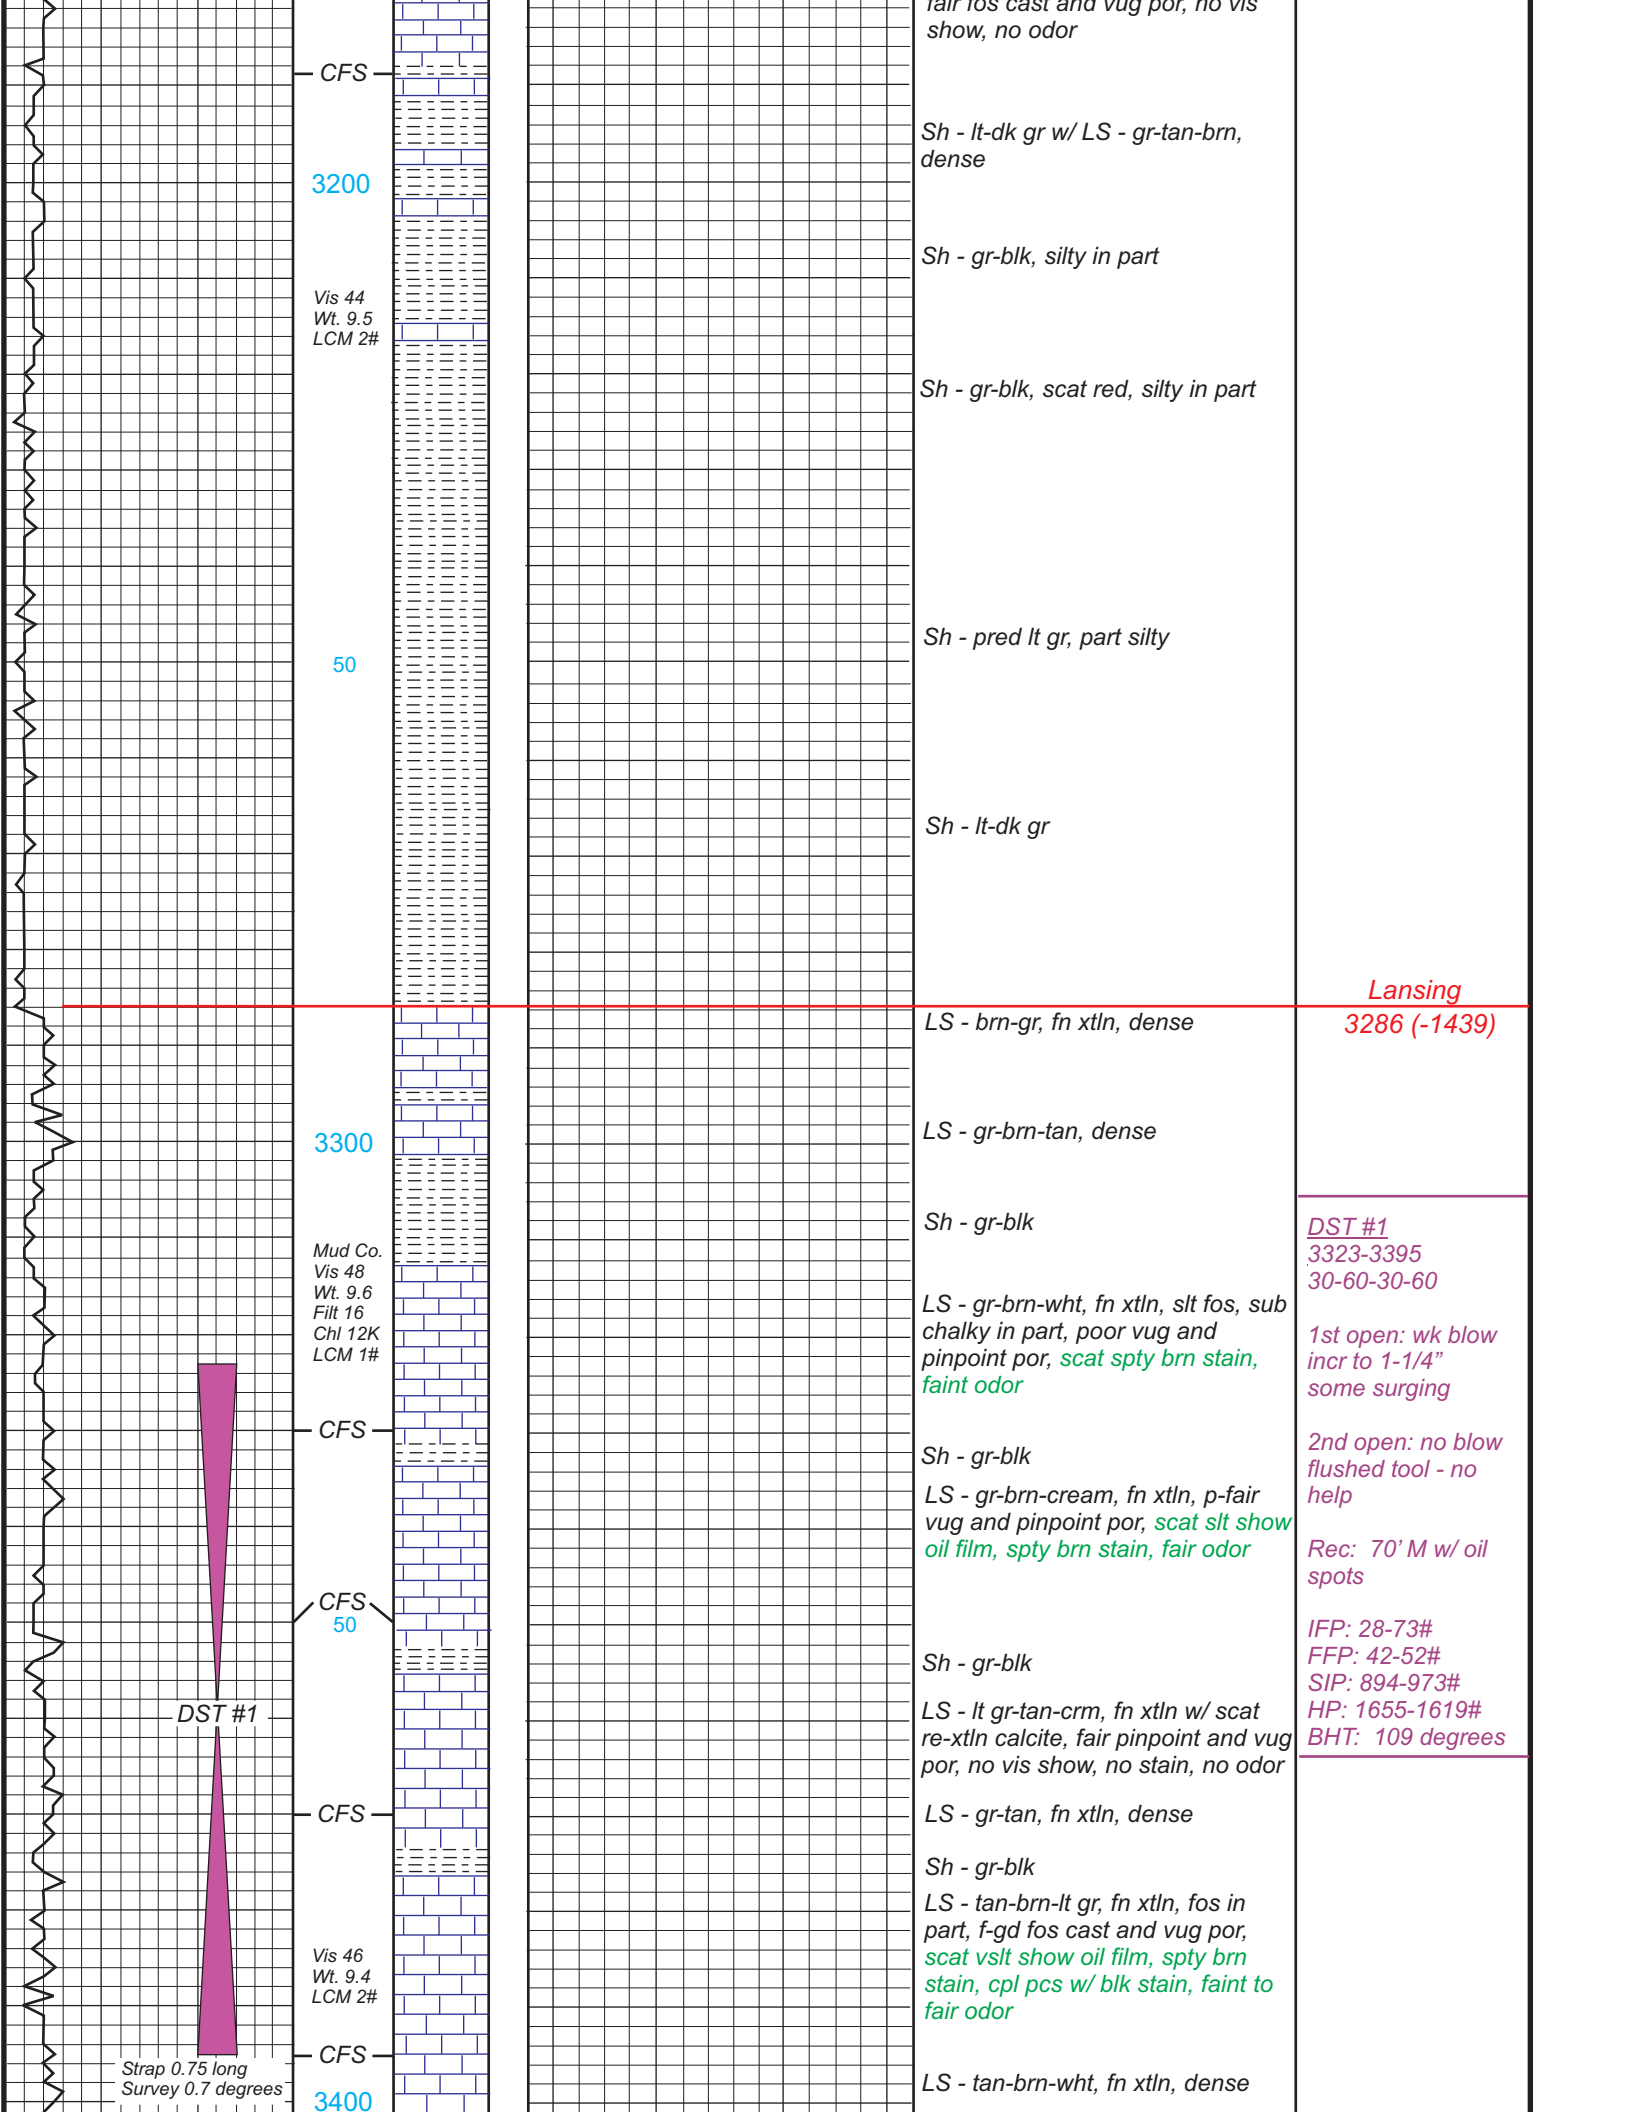 fair fos cast and vug por, no vis
show, no odor
CFS
Sh - lt-dk gr w/ LS - gr-tan-brn,
dense
3200
Sh - gr-blk, silty in part
Vis 44
Wt. 9.5
LCM 2#
Sh - gr-blk, scat red, silty in part
Sh - pred lt gr, part silty
50
Sh - lt-dk gr
Lansing
3286 (-1439)
LS - brn-gr, fn xtln, dense
LS - gr-brn-tan, dense
3300
Sh - gr-blk
Mud Co.
Vis 48
Wt. 9.6
Filt 16
Chl 12K
LCM 1#
LS - gr-brn-wht, fn xtln, slt fos, sub
chalky in part, poor vug and
pinpoint por, scat spty brn stain,
faint odor
CFS
Sh - gr-blk
LS - gr-brn-cream, fn xtln, p-fair
vug and pinpoint por, scat slt show
oil film, spty brn stain, fair odor
CFS
50
Sh - gr-blk
DST #1
LS - lt gr-tan-crm, fn xtln w/ scat
re-xtln calcite, fair pinpoint and vug
por, no vis show, no stain, no odor
CFS
LS - gr-tan, fn xtln, dense
Sh - gr-blk
LS - tan-brn-lt gr, fn xtln, fos in
part, f-gd fos cast and vug por,
scat vslt show oil film, spty brn
stain, cpl pcs w/ blk stain, faint to
fair odor
Vis 46
Wt. 9.4
LCM 2#
CFS
Strap 0.75 long
Survey 0.7 degrees
LS - tan-brn-wht, fn xtln, dense
3400
DST #1
3323-3395
30-60-30-60
1st open: wk blow
incr to 1-1/4”
some surging
2nd open: no blow
flushed tool - no
help
Rec: 70’ M w/ oil
spots
IFP: 28-73#
FFP: 42-52#
SIP: 894-973#
HP: 1655-1619#
BHT: 109 degrees